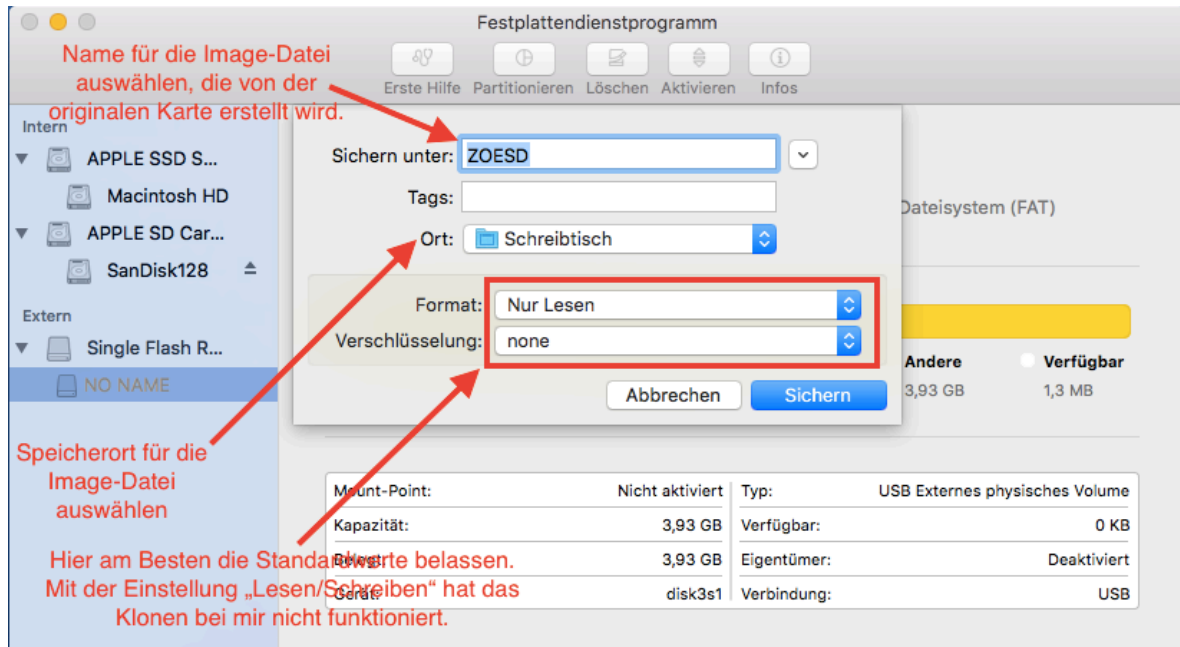 Festplattendienstprogramm
Name für die Image-Datei
auswählen, die von der
originalen Karte erstellt wird.
Erste Hilfe Partitionieren Löschen Aktivieren Infos
Intern
APPLE SSD S...
Macintosh HD
APPLE SD Car...
SanDisk128
Extern
Single Flash R...
NO NAME
Sichern unter: ZOESD
Tags:
Ort: Schreibtisch
Format: Nur Lesen
Verschlüsselung: none
Abbrechen Sichern
Dateisystem (FAT)
Andere Verfügbar
3,93 GB 1,3 MB
Speicherort für die
Image-Datei
auswählen
Mount-Point: Nicht aktiviert Typ: USB Externes physisches Volume
Kapazität: 3,93 GB Verfügbar: 0 KB
Belegt: 3,93 GB Eigentümer: Deaktiviert
Gerät: disk3s1 Verbindung: USB
Hier am Besten die Standardwerte belassen.
Mit der Einstellung „Lesen/Schreiben“ hat das
Klonen bei mir nicht funktioniert.